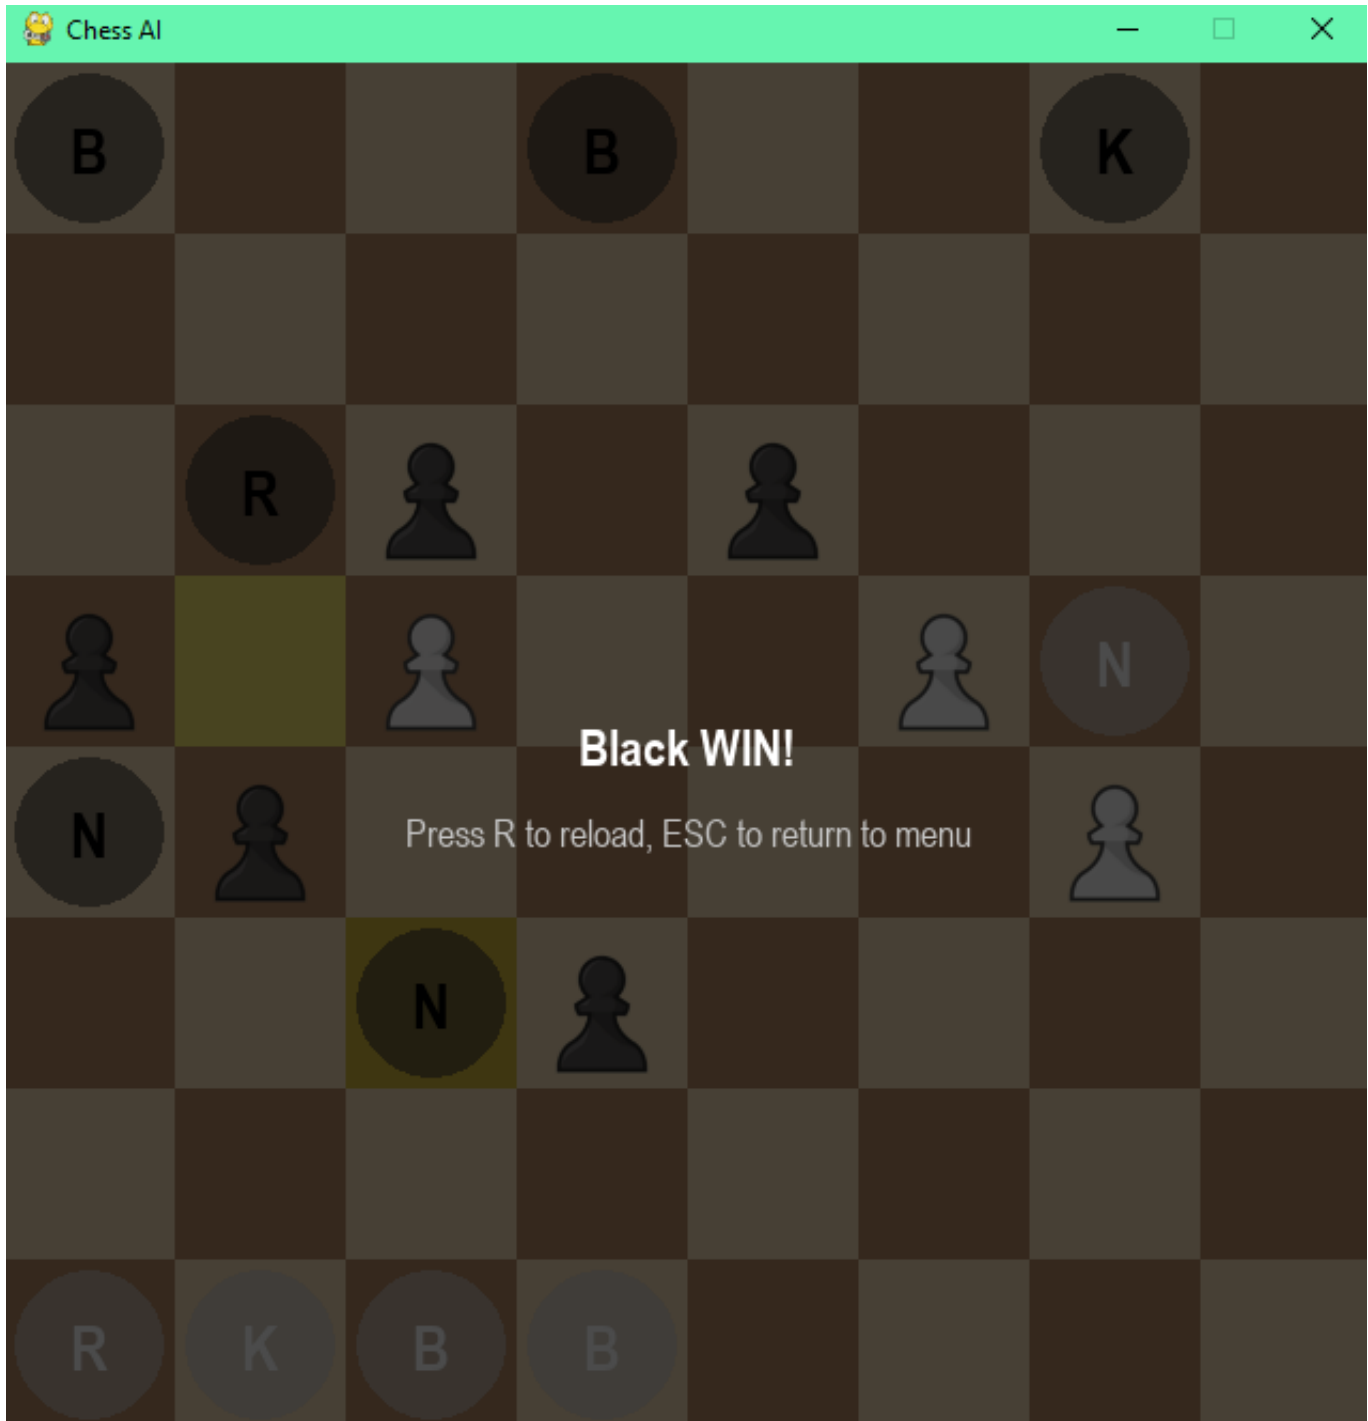 Chess AI
B B K
R
N
Black WIN!
N
Press R to reload, ESC to return to menu
N
R K B B